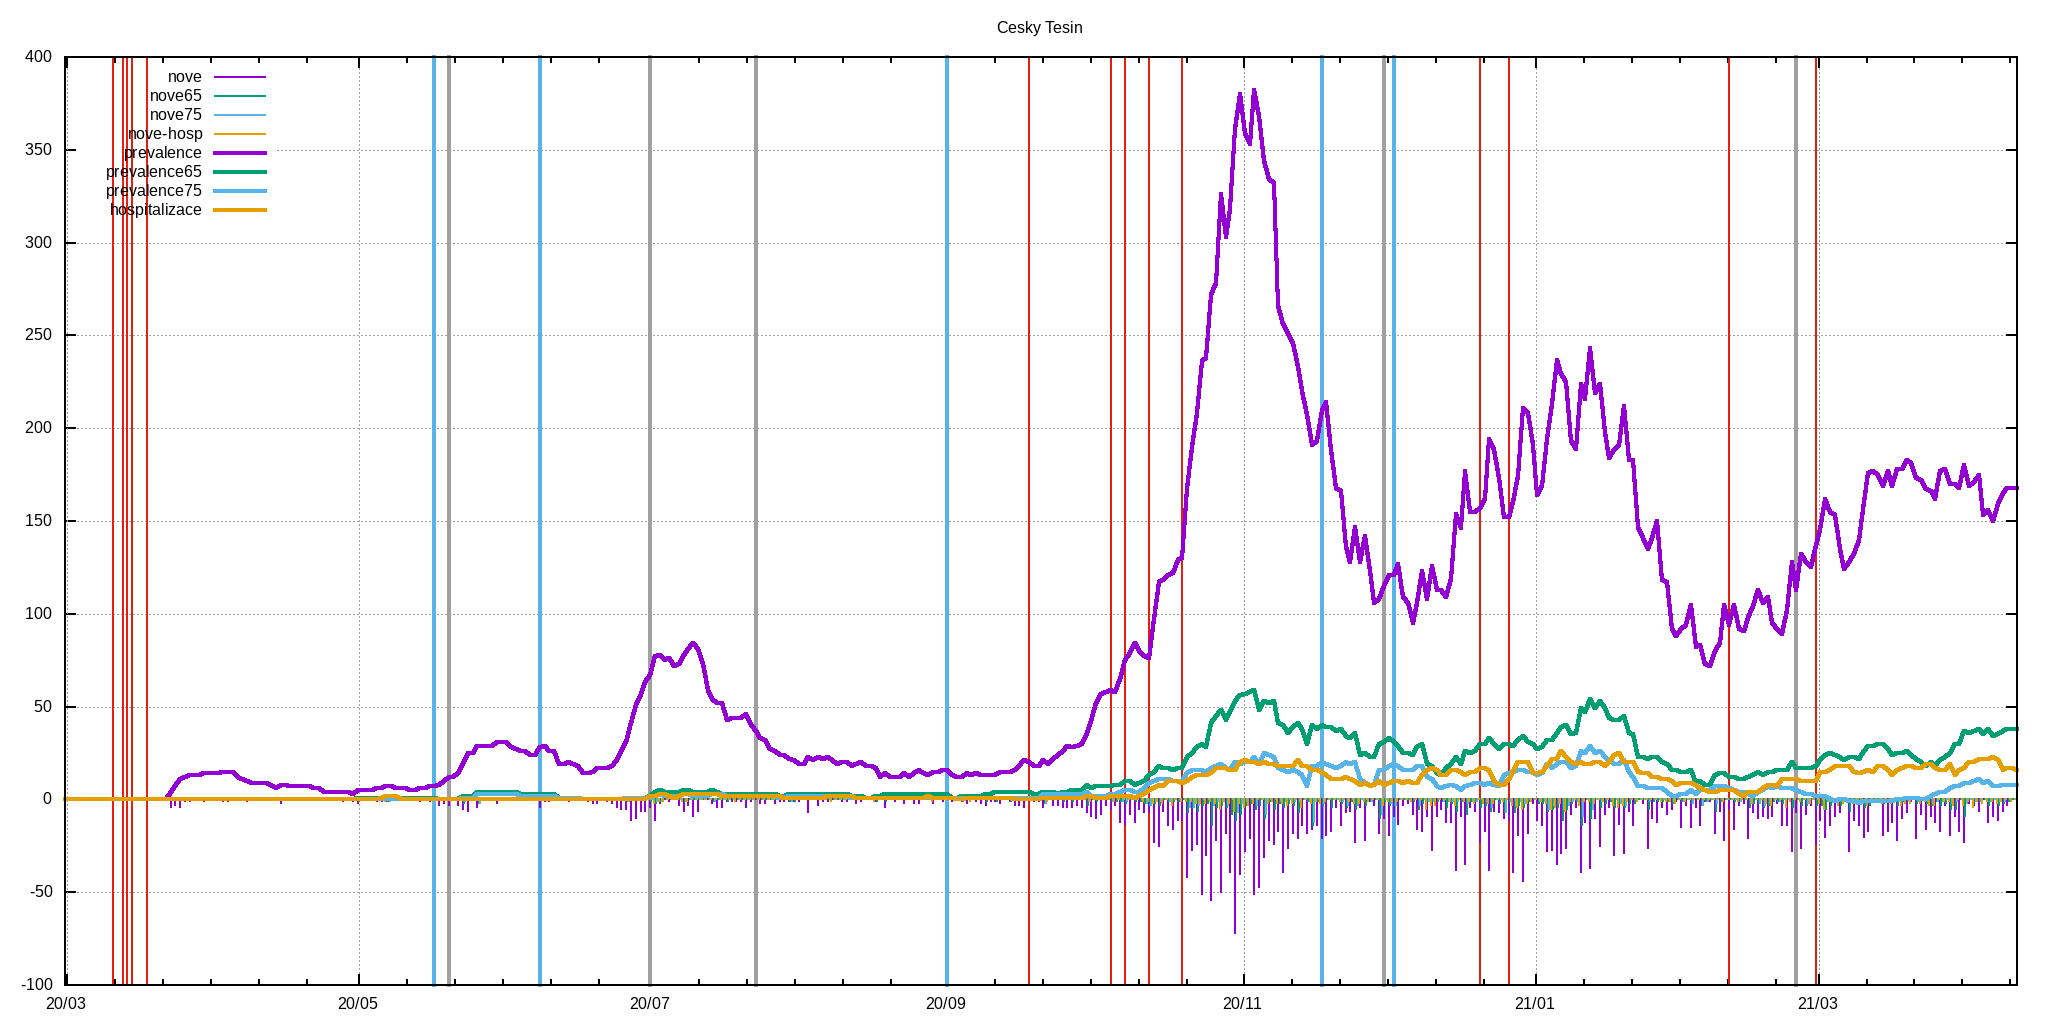 Cesky Tesin
400
350
300
250
200
150
100
50
0
-50
-100
nove
nove65
nove75
nove-hosp
prevalence
prevalence65
prevalence75
hospitalizace
20/03 20/05 20/07 20/09 20/11 21/01 21/03